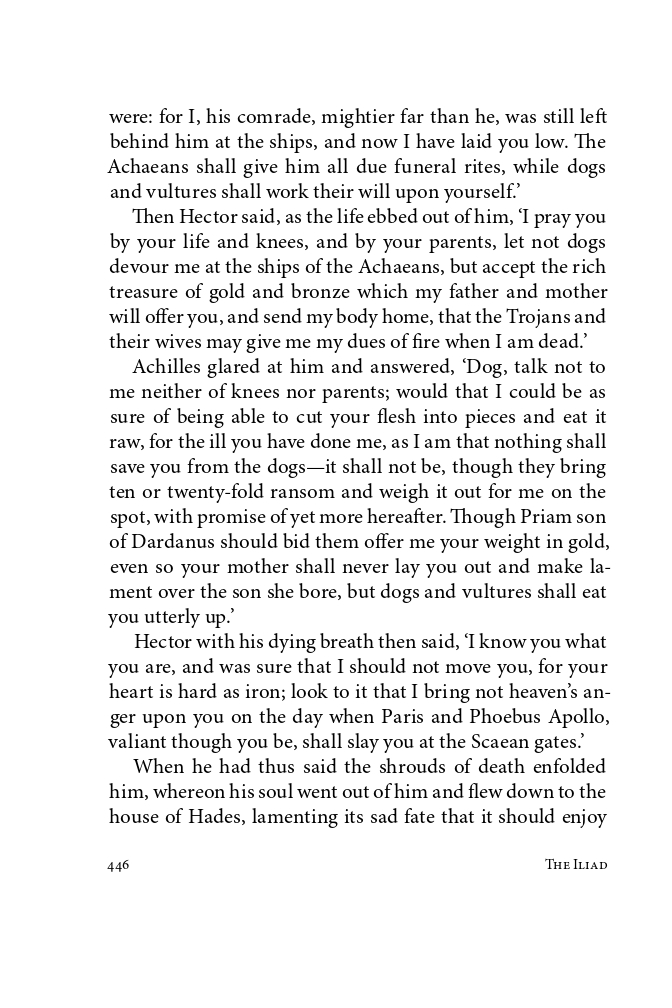 were: for I, his comrade, mightier far than he, was still left
behind him at the ships, and now I have laid you low. The
Achaeans shall give him all due funeral rites, while dogs
and vultures shall work their will upon yourself.’
Then Hector said, as the life ebbed out of him, ‘I pray you
by your life and knees, and by your parents, let not dogs
devour me at the ships of the Achaeans, but accept the rich
treasure of gold and bronze which my father and mother
will offer you, and send my body home, that the Trojans and
their wives may give me my dues of fire when I am dead.’
Achilles glared at him and answered, ‘Dog, talk not to
me neither of knees nor parents; would that I could be as
sure of being able to cut your flesh into pieces and eat it
raw, for the ill you have done me, as I am that nothing shall
save you from the dogs—it shall not be, though they bring
ten or twenty-fold ransom and weigh it out for me on the
spot, with promise of yet more hereafter. Though Priam son
of Dardanus should bid them offer me your weight in gold,
even so your mother shall never lay you out and make la-
ment over the son she bore, but dogs and vultures shall eat
you utterly up.’
Hector with his dying breath then said, ‘I know you what
you are, and was sure that I should not move you, for your
heart is hard as iron; look to it that I bring not heaven’s an-
ger upon you on the day when Paris and Phoebus Apollo,
valiant though you be, shall slay you at the Scaean gates.’
When he had thus said the shrouds of death enfolded
him, whereon his soul went out of him and flew down to the
house of Hades, lamenting its sad fate that it should enjoy
446 The Iliad